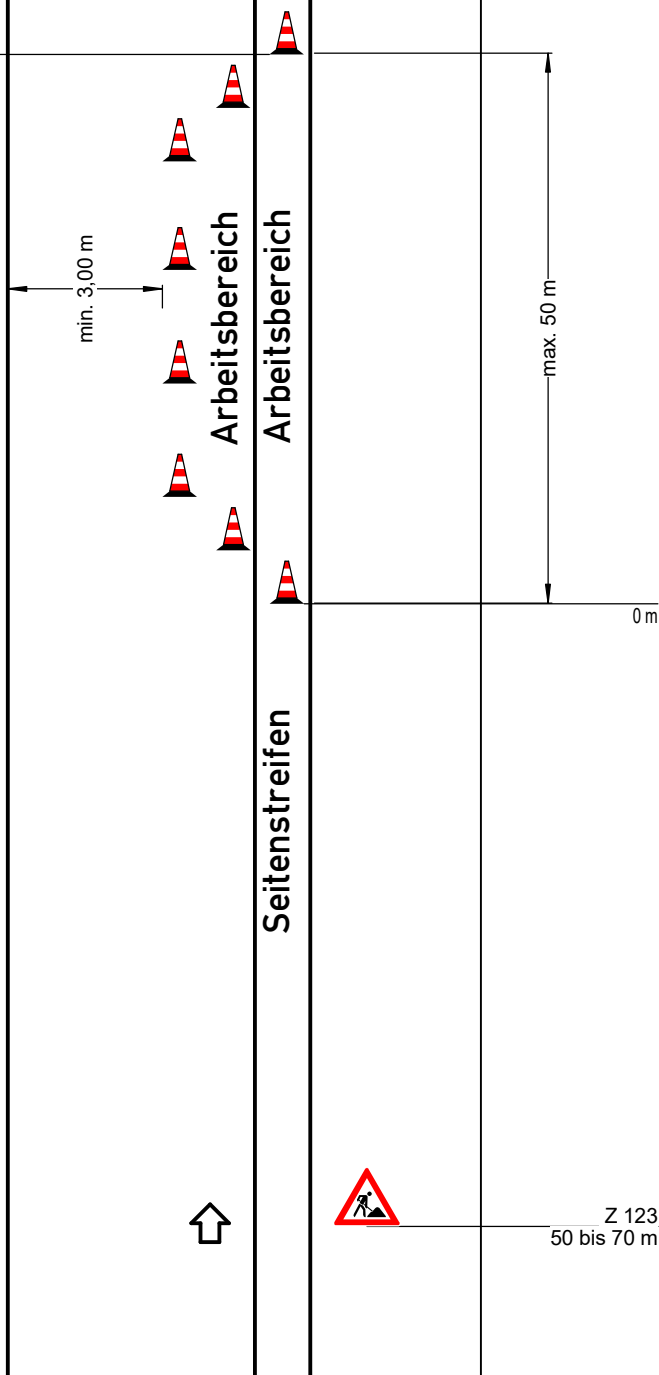 Arbeitsbereich
Arbeitsbereich
min. 3,00 m
max. 50 m
0 m
Seitenstreifen
Z 123
50 bis 70 m